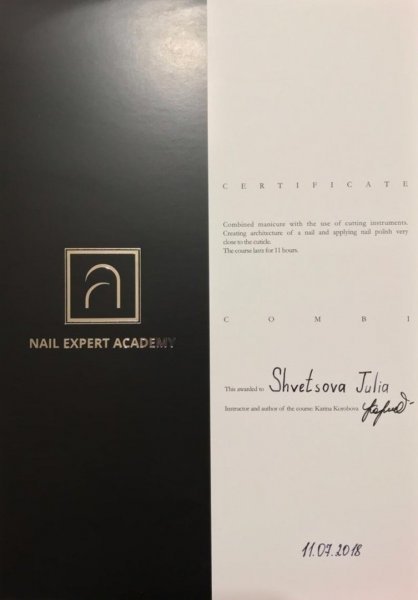 CERTIFICATE
Combined manicure with the use of cutting instruments.
Creating architecture of a nail and applying nail polish very
close to the cuticle.
The course lasts for 11 hours.
NAIL EXPERT ACADEMY
COMBI
This awarded to Shvetsova Julia
Instructor and author of the course: Karina Korobova
11.07.2018